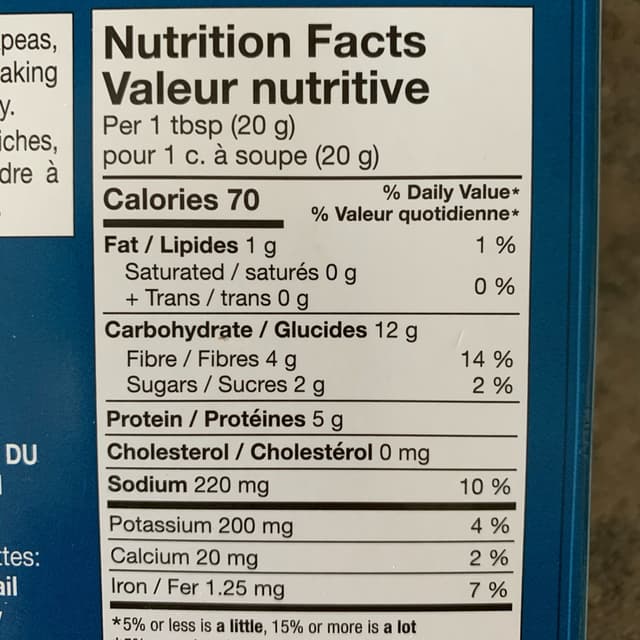 peas,
aking
y.
iches,
dre à
DU
tes:
ail
Nutrition Facts
Valeur nutritive
Per 1 tbsp (20 g)
pour 1 c. à soupe (20 g)
Calories 70
% Daily Value*
% Valeur quotidienne*
Fat / Lipides 1 g 1 %
Saturated / saturés 0 g
+ Trans / trans 0 g
0 %
Carbohydrate / Glucides 12 g
Fibre / Fibres 4 g 14 %
Sugars / Sucres 2 g 2 %
Protein / Protéines 5 g
Cholesterol / Cholestérol 0 mg
Sodium 220 mg 10 %
Potassium 200 mg 4 %
Calcium 20 mg 2 %
Iron / Fer 1.25 mg 7 %
*5% or less is a little, 15% or more is a lot